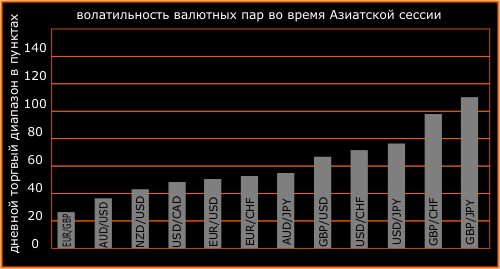 волатильность валютных пар во время Азиатской сессии
дневной торгвый диапазон в пунктах
140
120
100
80
60
40
20
0
EUR/GBP
AUD/USD
NZD/USD
USD/CAD
EUR/USD
EUR/CHF
AUD/JPY
GBP/USD
USD/CHF
USD/JPY
GBP/CHF
GBP/JPY